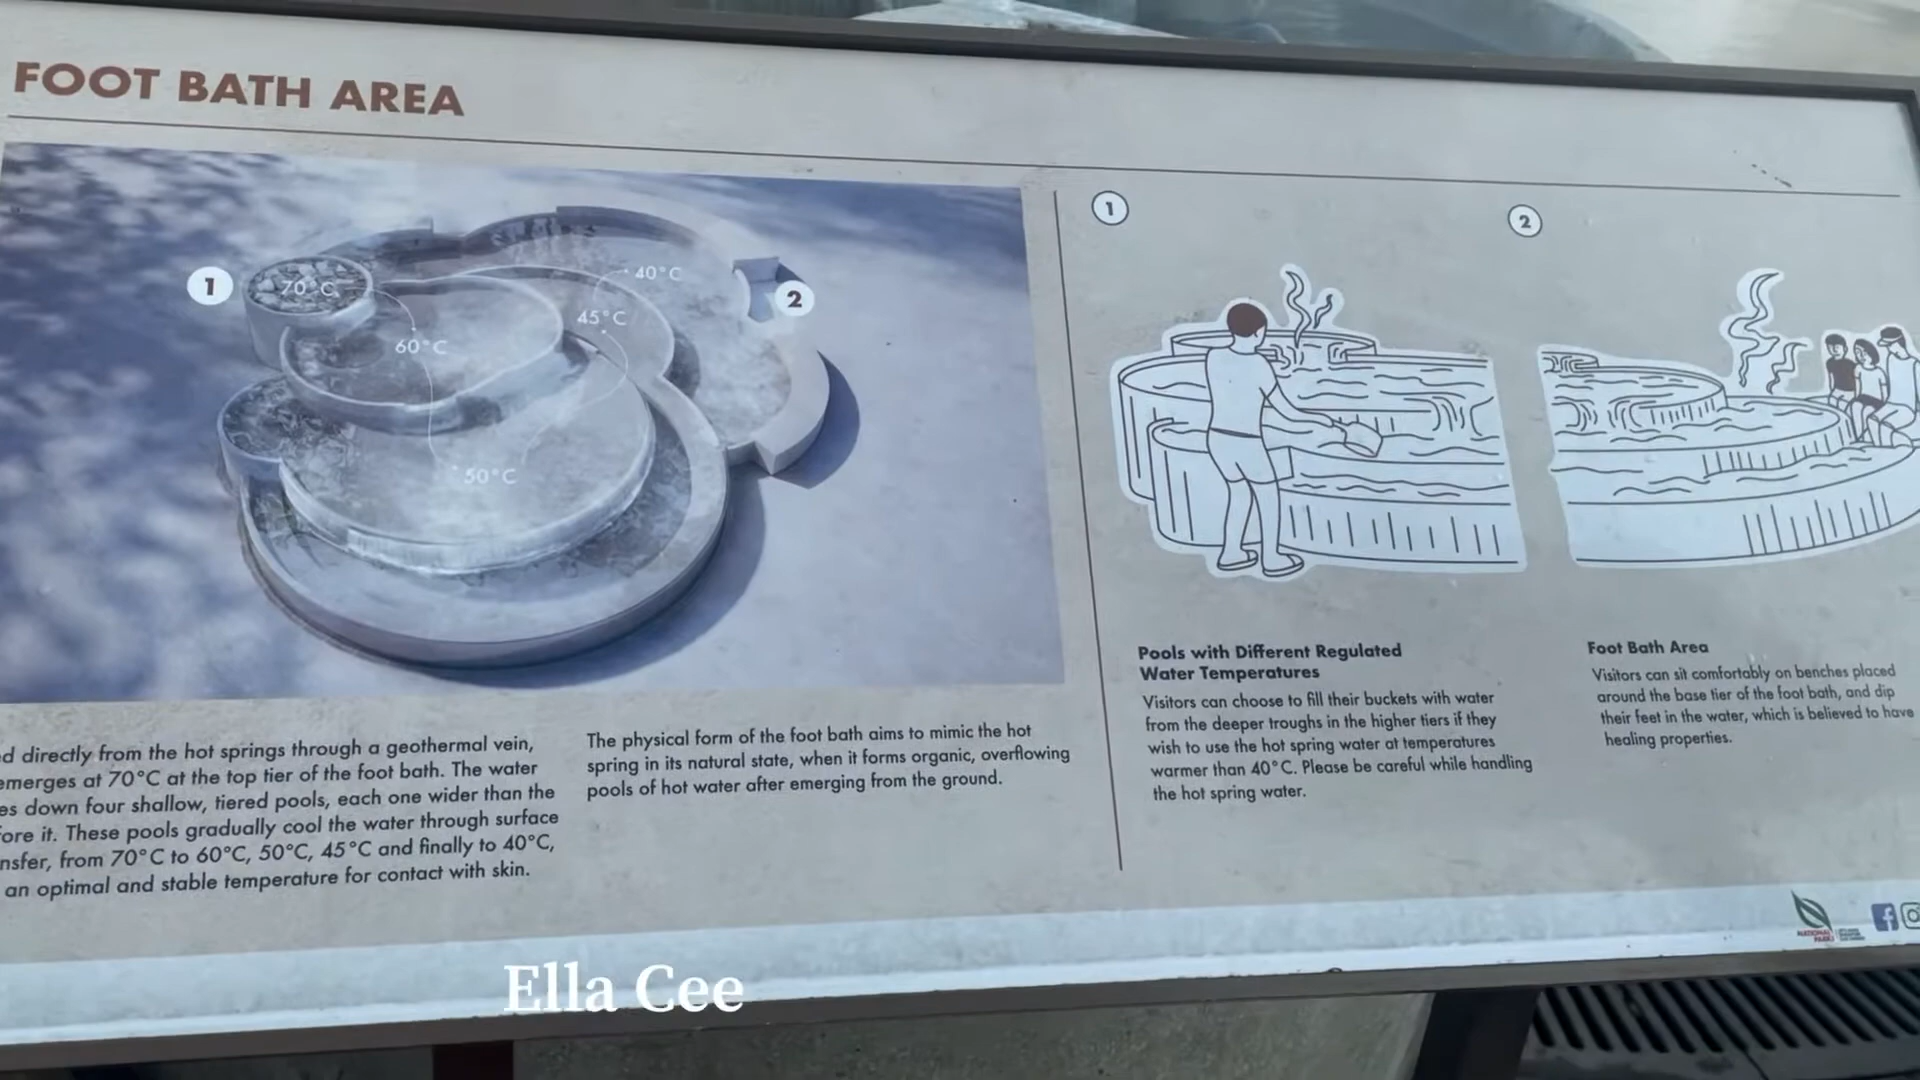 FOOT BATH AREA
1
70°C
60°C
50°C
45°C
40°C
2
d directly from the hot springs through a geothermal vein,
emerges at 70°C at the top tier of the foot bath. The water
es down four shallow, tiered pools, each one wider than the
ore it. These pools gradually cool the water through surface
nsfer, from 70°C to 60°C, 50°C, 45°C and finally to 40°C,
an optimal and stable temperature for contact with skin.
The physical form of the foot bath aims to mimic the hot
spring in its natural state, when it forms organic, overflowing
pools of hot water after emerging from the ground.
1
Pools with Different Regulated
Water Temperatures
Visitors can choose to fill their buckets with water
from the deeper troughs in the higher tiers if they
wish to use the hot spring water at temperatures
warmer than 40°C. Please be careful while handling
the hot spring water.
2
Foot Bath Area
Visitors can sit comfortably on benches placed
around the base tier of the foot bath, and dip
their feet in the water, which is believed to have
healing properties.
NATIONAL
PARKS
Ella Cee